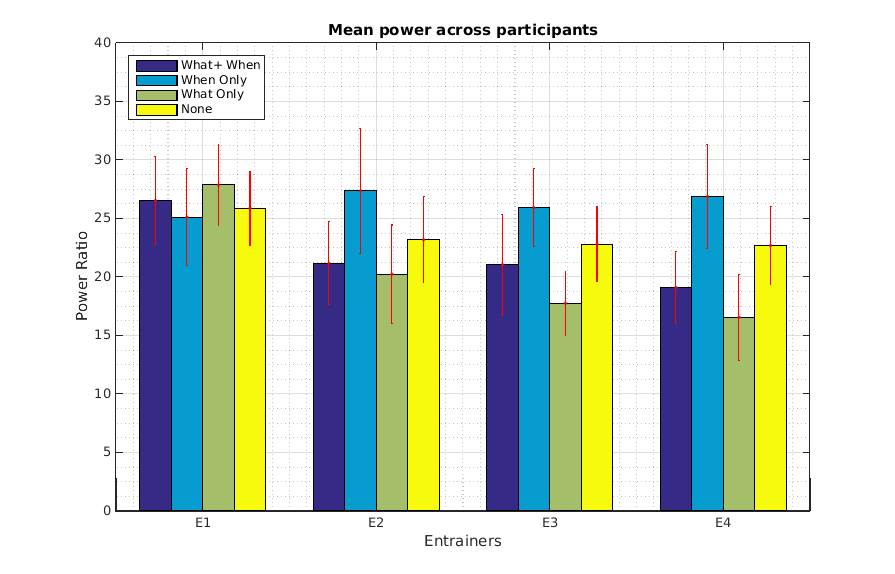 Mean power across participants
40
35
30
25
20
15
10
5
0
Power Ratio
What+ When
When Only
What Only
None
E1 E2 E3 E4
Entrainers